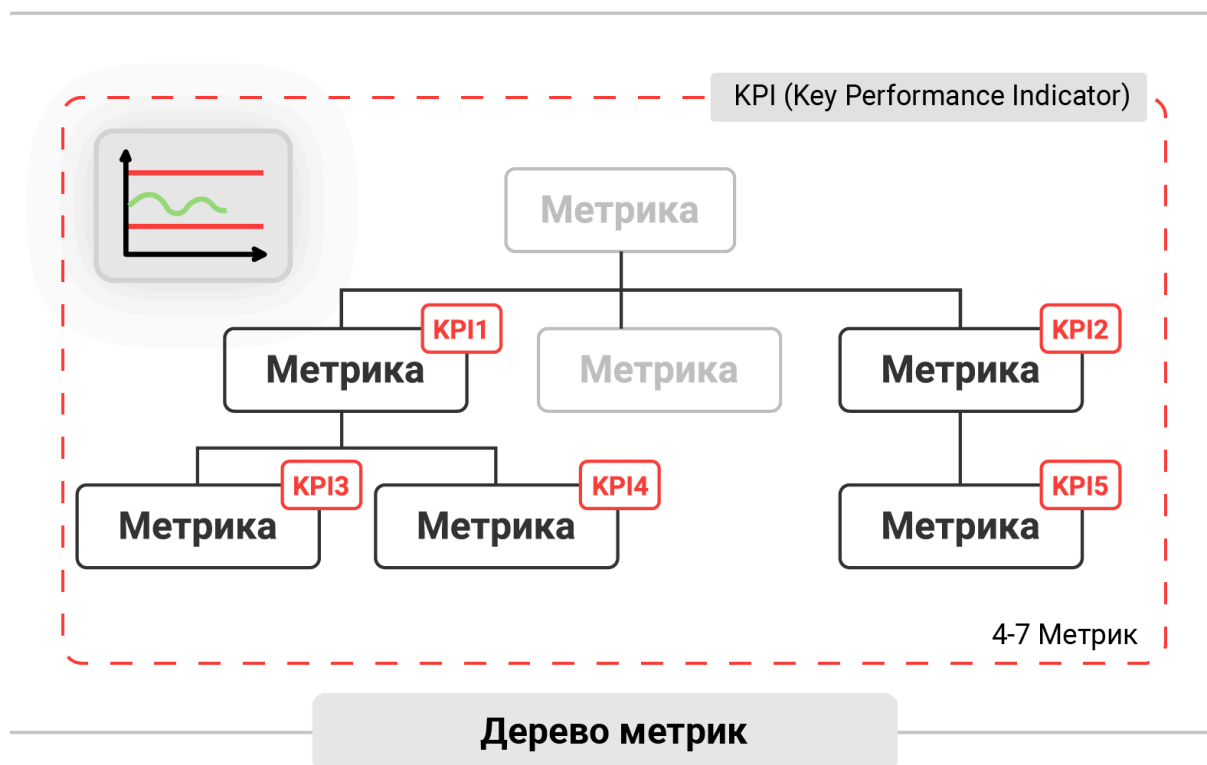 KPI (Key Performance Indicator)
Метрика
KPI1
KPI2
Метрика
Метрика
Метрика
KPI3
KPI4
KPI5
Метрика
Метрика
Метрика
4-7 Метрик
Дерево метрик